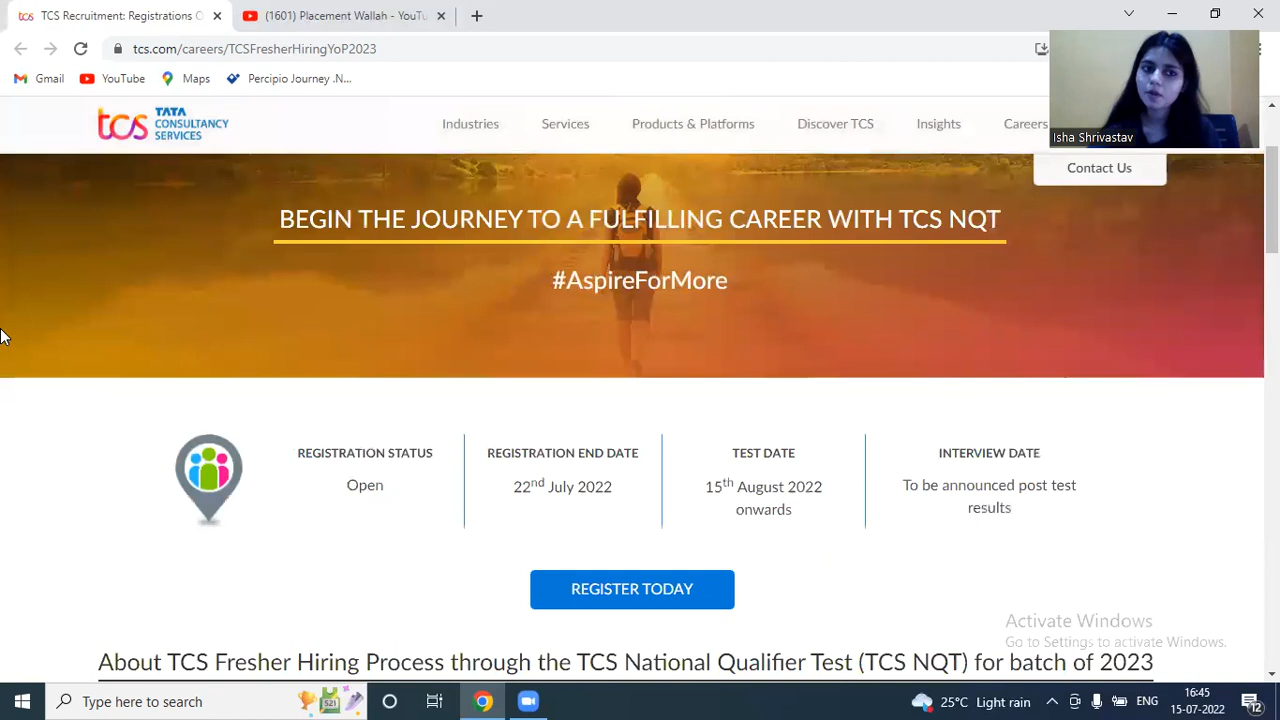 TCS Recruitment: Registrations O
(1601) Placement Wallah - YouTu
tcs.com/careers/TCSFresherHiringYoP2023
Gmail
YouTube
Maps
Percipio Journey .N...
tcs TATA CONSULTANCY SERVICES
Industries
Services
Products & Platforms
Discover TCS
Insights
Careers
Isha Shrivastav
Contact Us
BEGIN THE JOURNEY TO A FULFILLING CAREER WITH TCS NQT
#AspireForMore
REGISTRATION STATUS
Open
REGISTRATION END DATE
22nd July 2022
TEST DATE
15th August 2022
onwards
INTERVIEW DATE
To be announced post test
results
REGISTER TODAY
Activate Windows
Go to Settings to activate Windows.
About TCS Fresher Hiring Process through the TCS National Qualifier Test (TCS NQT) for batch of 2023
Type here to search
521
25°C Light rain
ENG
16:45
15-07-2022
12